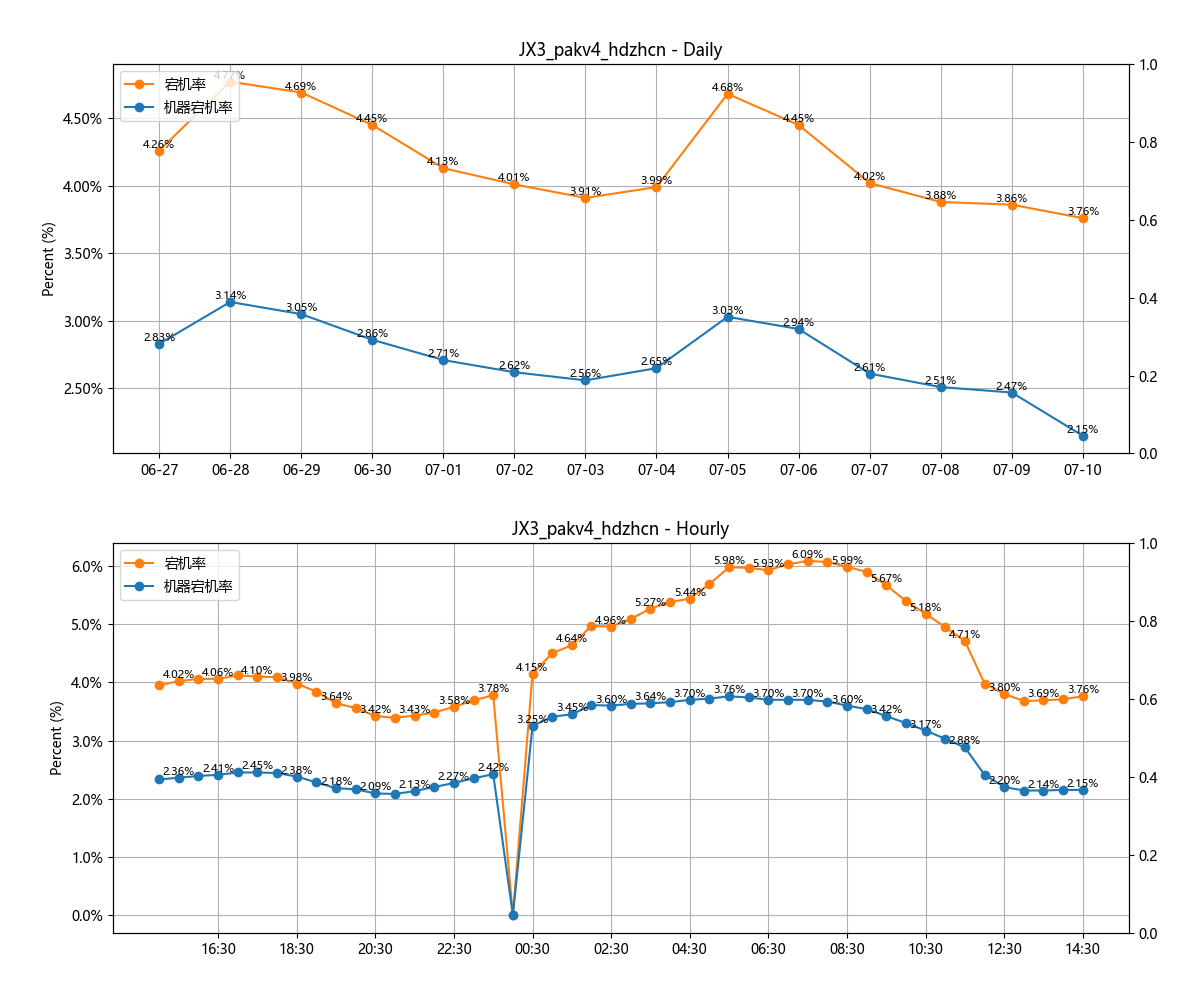 JX3_pakv4_hdzhcn - Daily
宕机率
机器宕机率
4.26% 4.77% 4.69% 4.45% 4.13% 4.01% 3.91% 3.99% 4.68% 4.45% 4.02% 3.88% 3.86% 3.76%
2.83% 3.14% 3.05% 2.86% 2.71% 2.62% 2.56% 2.65% 3.03% 2.94% 2.61% 2.51% 2.47% 2.15%
Percent (%)
4.50%
4.00%
3.50%
3.00%
2.50%
1.0
0.8
0.6
0.4
0.2
0.0
06-27 06-28 06-29 06-30 07-01 07-02 07-03 07-04 07-05 07-06 07-07 07-08 07-09 07-10
JX3_pakv4_hdzhcn - Hourly
宕机率
机器宕机率
4.02% 4.06% 4.10% 3.98% 3.64% 3.42% 3.43% 3.58% 3.78% 4.15% 4.64% 4.96% 5.27% 5.44% 5.98% 5.93% 6.09% 5.99% 5.67% 5.18% 4.71% 3.80% 3.69% 3.76%
2.36% 2.41% 2.45% 2.38% 2.18% 2.09% 2.13% 2.27% 2.42% 3.25% 3.45% 3.60% 3.64% 3.70% 3.76% 3.70% 3.70% 3.60% 3.42% 3.17% 2.88% 2.20% 2.14% 2.15%
Percent (%)
6.0%
5.0%
4.0%
3.0%
2.0%
1.0%
0.0%
1.0
0.8
0.6
0.4
0.2
0.0
16:30 18:30 20:30 22:30 00:30 02:30 04:30 06:30 08:30 10:30 12:30 14:30